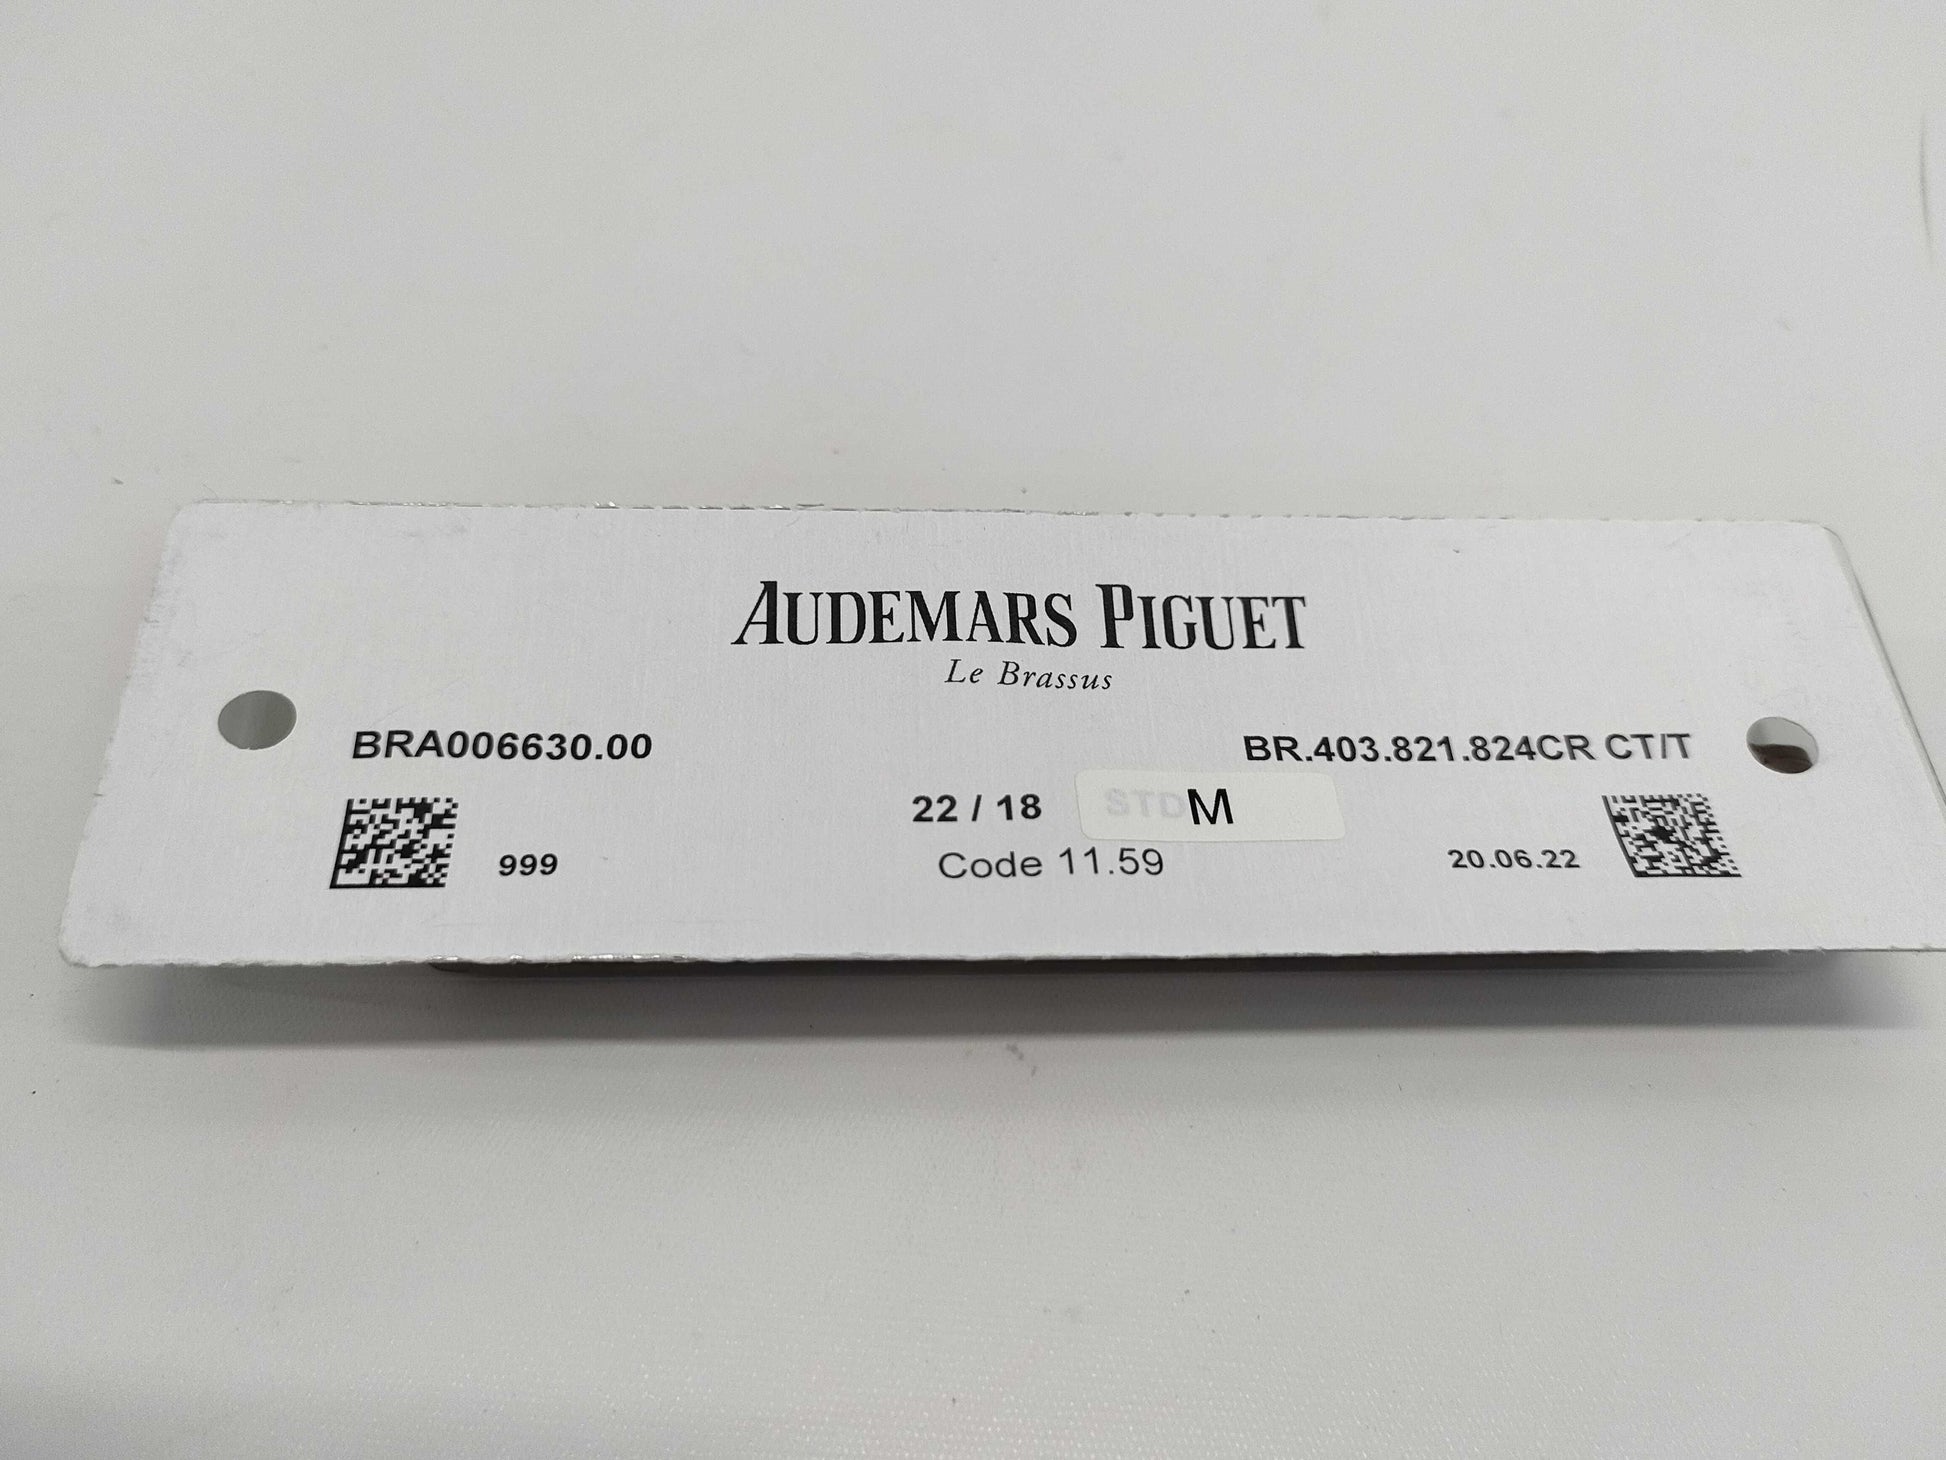 AUDEMARS PIGUET
Le Brassus
BRA006630.00
BR.403.821.824CR CT/T
22 / 18 STD M
999
Code 11.59
20.06.22